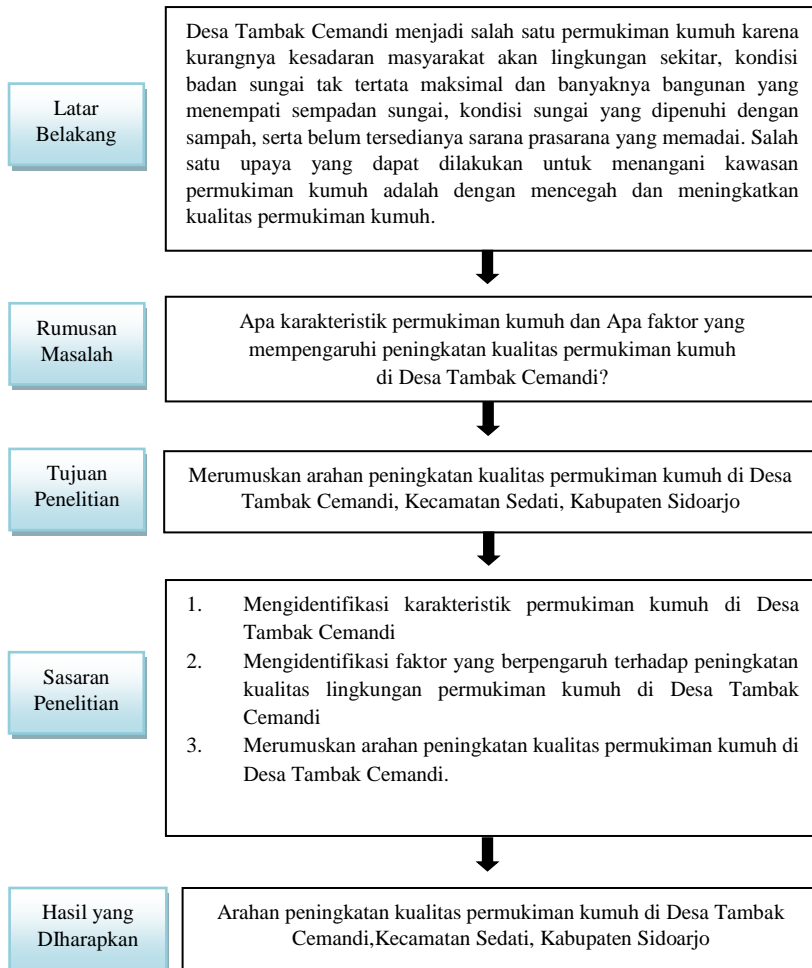 Latar
Belakang
Desa Tambak Cemandi menjadi salah satu permukiman kumuh karena
kurangnya kesadaran masyarakat akan lingkungan sekitar, kondisi
badan sungai tak tertata maksimal dan banyaknya bangunan yang
menempati sempadan sungai, kondisi sungai yang dipenuhi dengan
sampah, serta belum tersedianya sarana prasarana yang memadai. Salah
satu upaya yang dapat dilakukan untuk menangani kawasan
permukiman kumuh adalah dengan mencegah dan meningkatkan
kualitas permukiman kumuh.
Rumusan
Masalah
Apa karakteristik permukiman kumuh dan Apa faktor yang
mempengaruhi peningkatan kualitas permukiman kumuh
di Desa Tambak Cemandi?
Tujuan
Penelitian
Merumuskan arahan peningkatan kualitas permukiman kumuh di Desa
Tambak Cemandi, Kecamatan Sedati, Kabupaten Sidoarjo
Sasaran
Penelitian
1. Mengidentifikasi karakteristik permukiman kumuh di Desa
Tambak Cemandi
2. Mengidentifikasi faktor yang berpengaruh terhadap peningkatan
kualitas lingkungan permukiman kumuh di Desa Tambak
Cemandi
3. Merumuskan arahan peningkatan kualitas permukiman kumuh di
Desa Tambak Cemandi.
Hasil yang
DIharapkan
Arahan peningkatan kualitas permukiman kumuh di Desa Tambak
Cemandi,Kecamatan Sedati, Kabupaten Sidoarjo